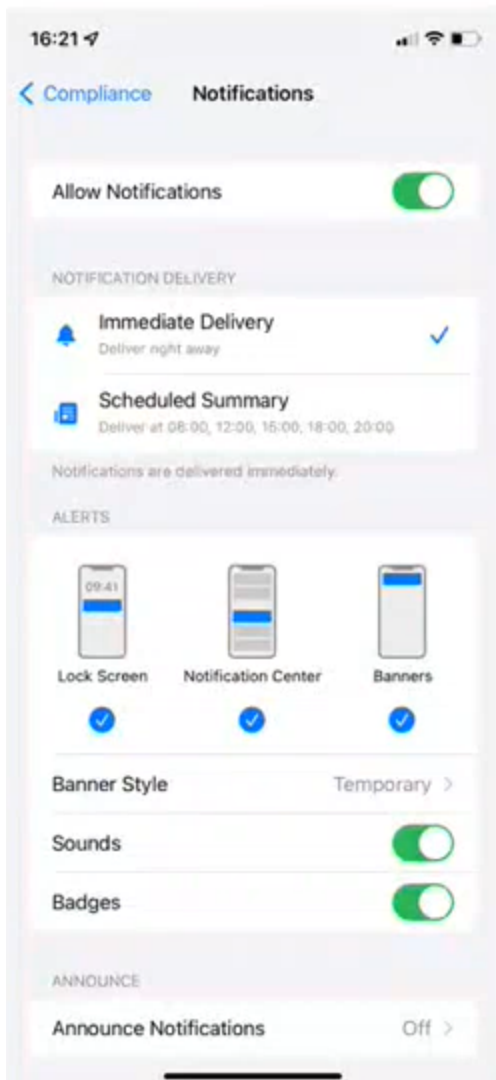 16:21
Compliance Notifications
Allow Notifications
NOTIFICATION DELIVERY
Immediate Delivery
Deliver right away
Scheduled Summary
Deliver at 08:00, 12:00, 15:00, 18:00, 20:00
Notifications are delivered immediately.
ALERTS
09:41
Lock Screen Notification Center Banners
Banner Style Temporary
Sounds
Badges
ANNOUNCE
Announce Notifications Off